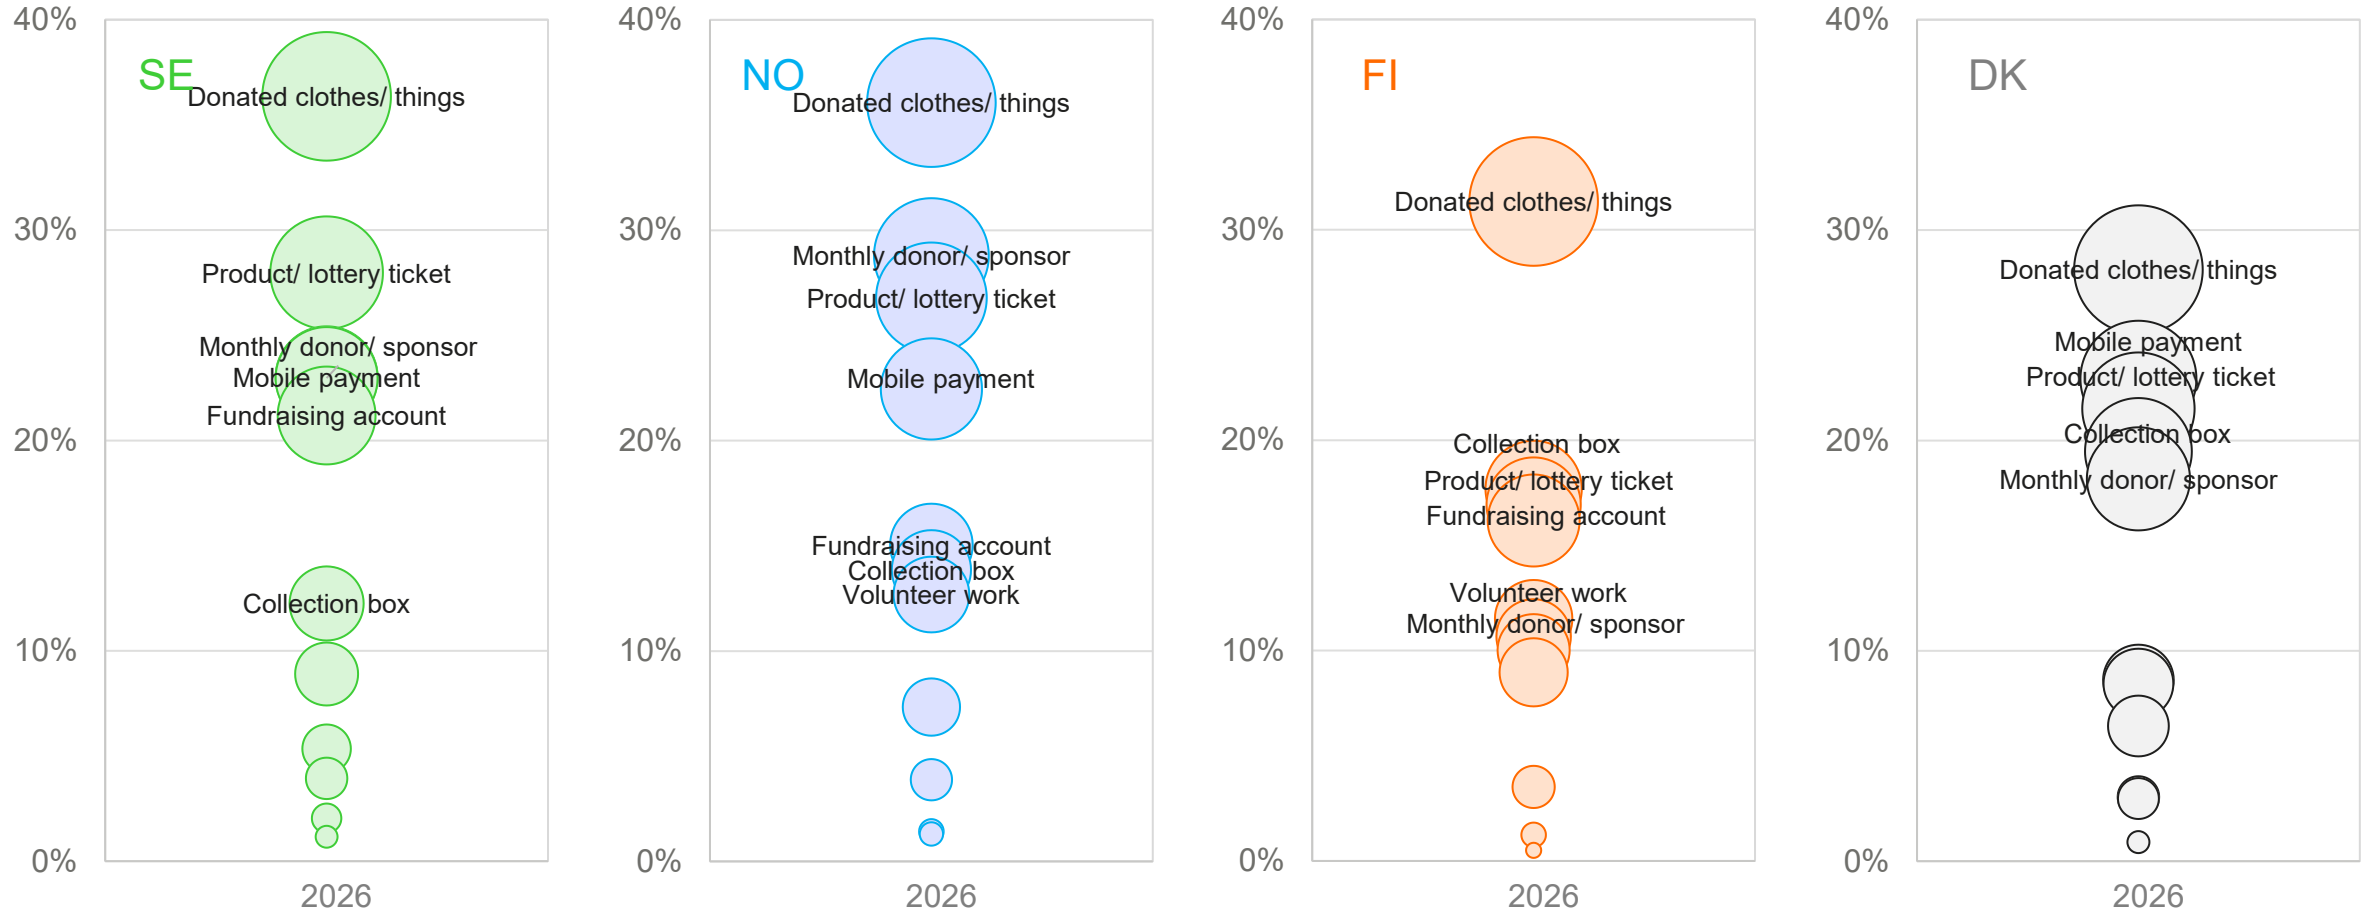 40%
SE
Donated clothes/ things
30%
Product/ lottery ticket
Monthly donor/ sponsor
Mobile payment
Fundraising account
20%
Collection box
10%
0%
2026
40%
NO
Donated clothes/ things
30%
Monthly donor/ sponsor
Product/ lottery ticket
Mobile payment
20%
Fundraising account
Collection box
Volunteer work
10%
0%
2026
40%
FI
Donated clothes/ things
30%
20%
Collection box
Product/ lottery ticket
Fundraising account
Volunteer work
Monthly donor/ sponsor
10%
0%
2026
40%
DK
30%
Donated clothes/ things
Mobile payment
Product/ lottery ticket
20%
Collection box
Monthly donor/ sponsor
10%
0%
2026